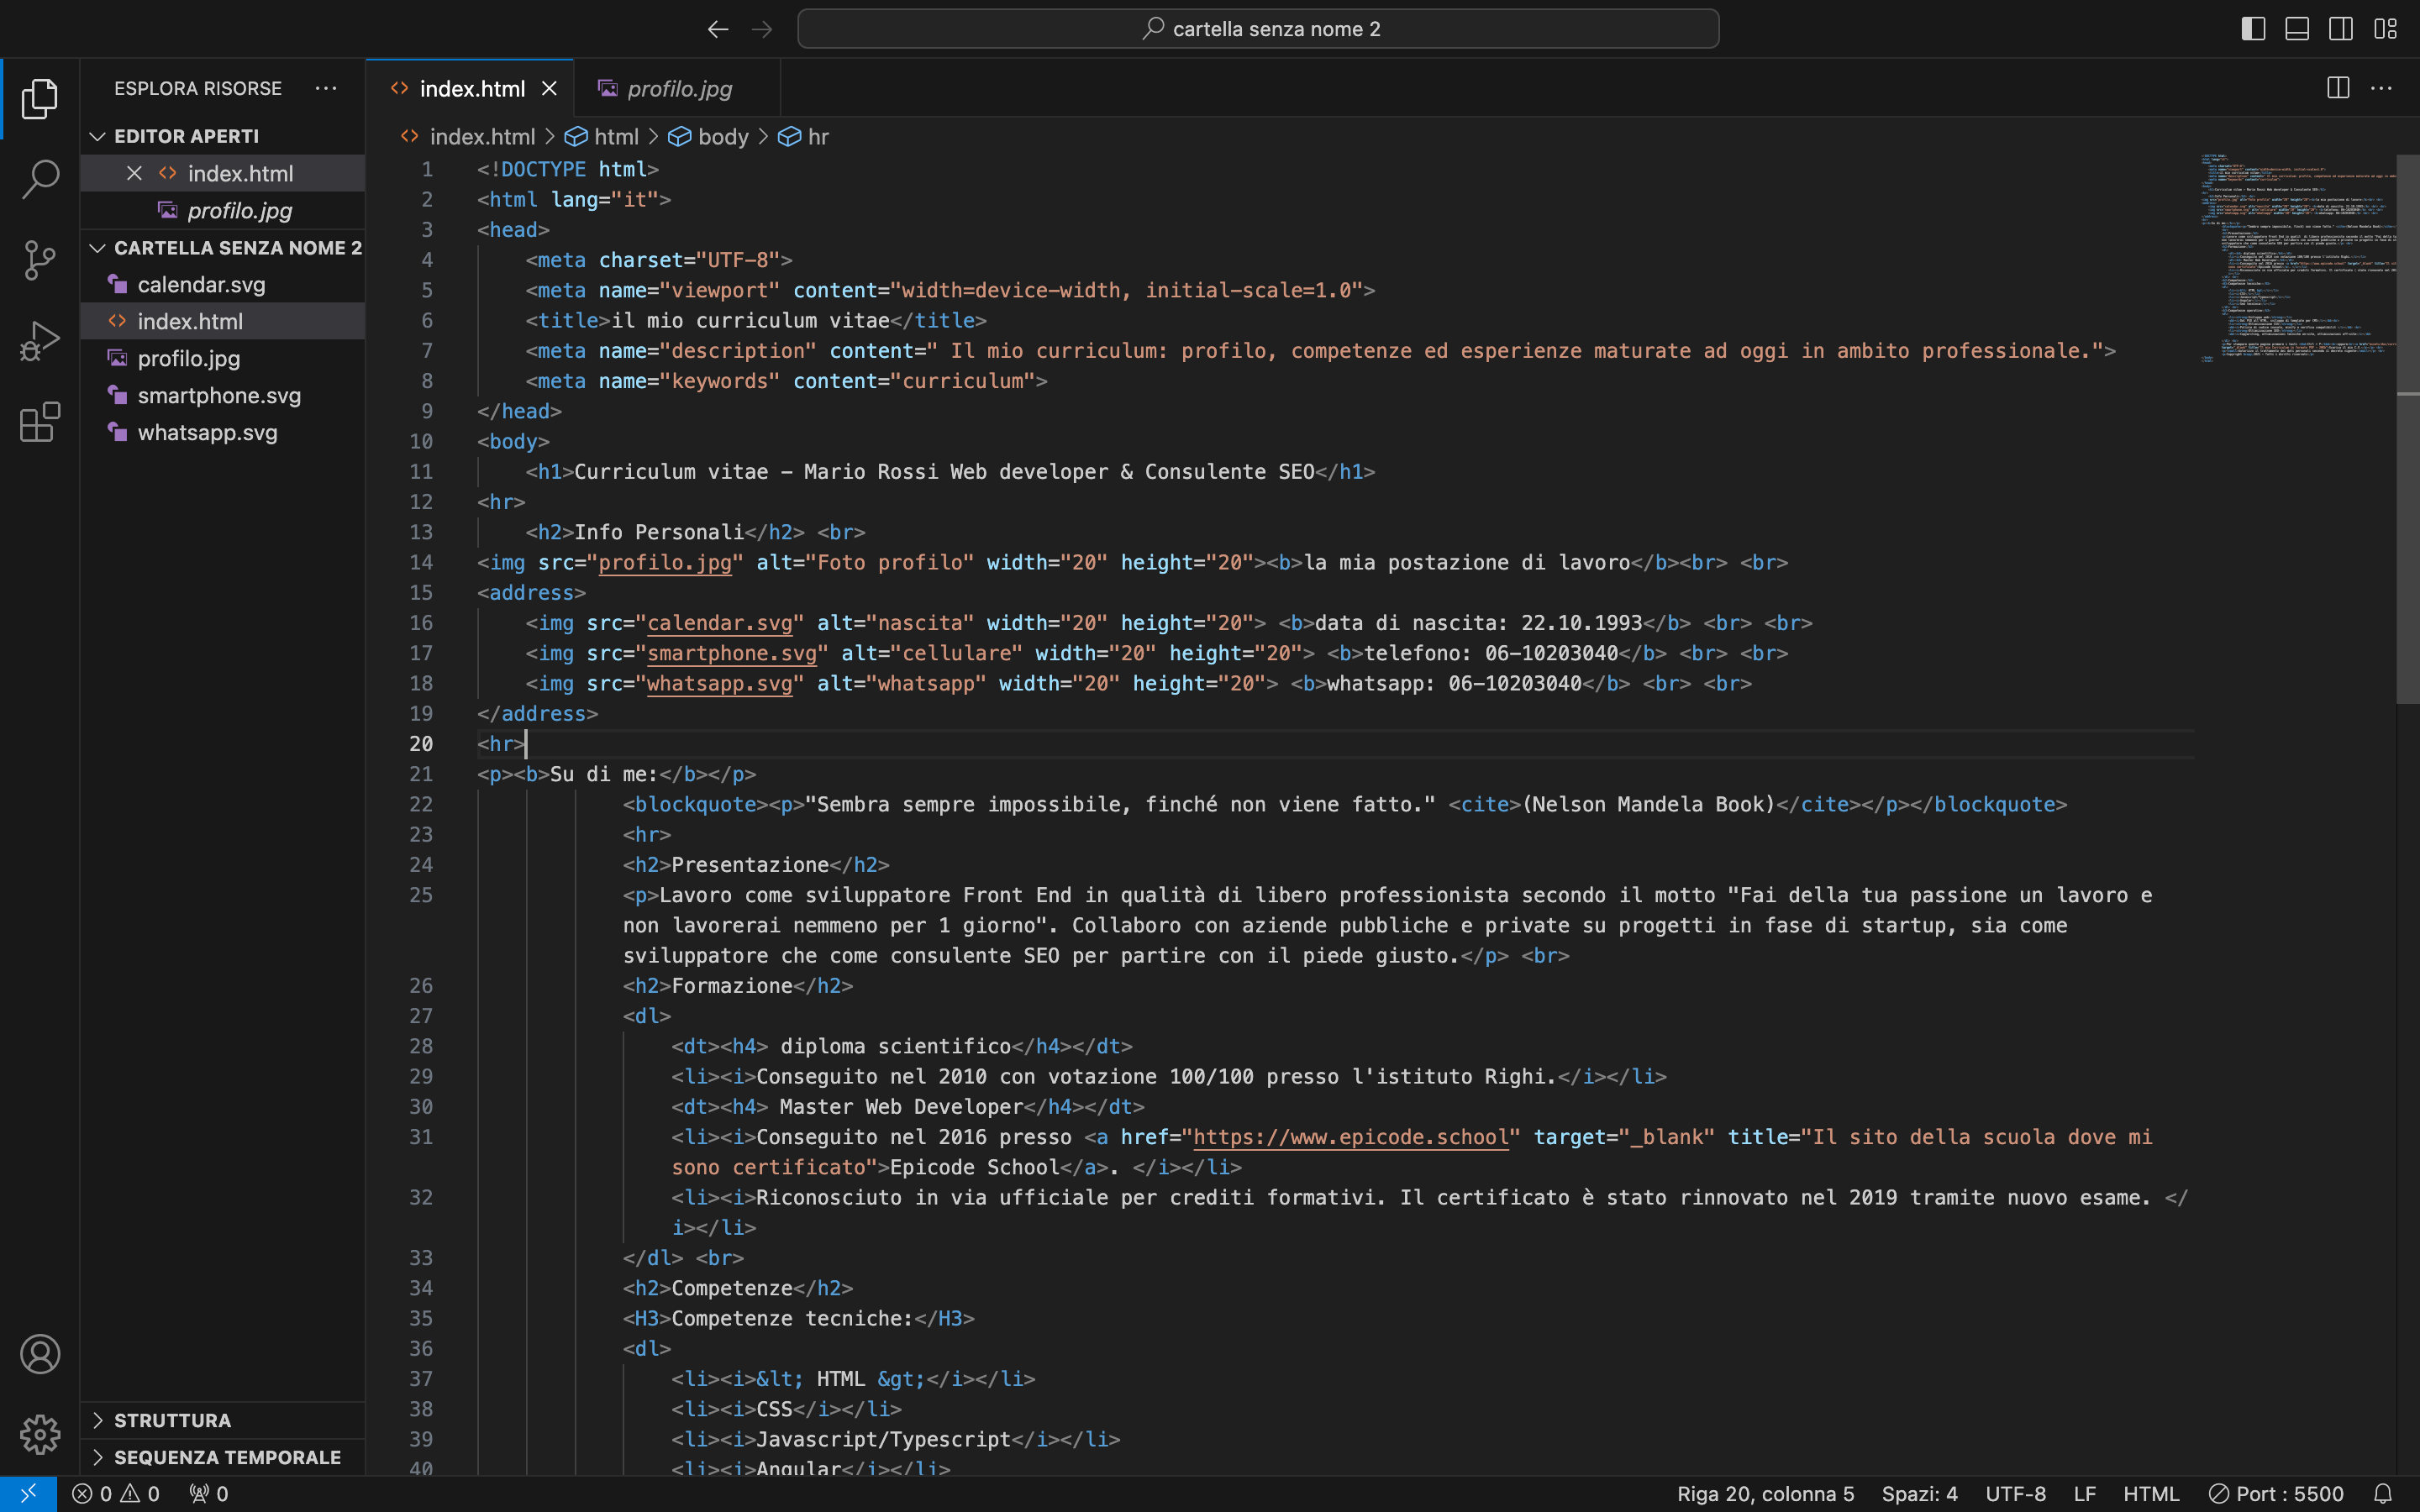 cartella senza nome 2
ESPLORA RISORSE
EDITOR APERTI
index.html
profilo.jpg
CARTELLA SENZA NOME 2
calendar.svg
index.html
profilo.jpg
smartphone.svg
whatsapp.svg
STRUTTURA
SEQUENZA TEMPORALE
index.html
profilo.jpg
index.html > html > body > hr
1 <!DOCTYPE html>
2 <html lang="it">
3 <head>
4     <meta charset="UTF-8">
5     <meta name="viewport" content="width=device-width, initial-scale=1.0">
6     <title>il mio curriculum vitae</title>
7     <meta name="description" content=" Il mio curriculum: profilo, competenze ed esperienze maturate ad oggi in ambito professionale.">
8     <meta name="keywords" content="curriculum">
9 </head>
10 <body>
11     <h1>Curriculum vitae - Mario Rossi Web developer & Consulente SEO</h1>
12 <hr>
13     <h2>Info Personali</h2> <br>
14 <img src="profilo.jpg" alt="Foto profilo" width="20" height="20"><b>la mia postazione di lavoro</b><br> <br>
15 <address>
16     <img src="calendar.svg" alt="nascita" width="20" height="20"> <b>data di nascita: 22.10.1993</b> <br> <br>
17     <img src="smartphone.svg" alt="cellulare" width="20" height="20"> <b>telefono: 06-10203040</b> <br> <br>
18     <img src="whatsapp.svg" alt="whatsapp" width="20" height="20"> <b>whatsapp: 06-10203040</b> <br> <br>
19 </address>
20 <hr>
21 <p><b>Su di me:</b></p>
22             <blockquote><p>"Sembra sempre impossibile, finché non viene fatto." <cite>(Nelson Mandela Book)</cite></p></blockquote>
23             <hr>
24             <h2>Presentazione</h2>
25             <p>Lavoro come sviluppatore Front End in qualità di libero professionista secondo il motto "Fai della tua passione un lavoro e
            non lavorerai nemmeno per 1 giorno". Collaboro con aziende pubbliche e private su progetti in fase di startup, sia come
            sviluppatore che come consulente SEO per partire con il piede giusto.</p> <br>
26             <h2>Formazione</h2>
27             <dl>
28                 <dt><h4> diploma scientifico</h4></dt>
29                 <li><i>Conseguito nel 2010 con votazione 100/100 presso l'istituto Righi.</i></li>
30                 <dt><h4> Master Web Developer</h4></dt>
31                 <li><i>Conseguito nel 2016 presso <a href="https://www.epicode.school" target="_blank" title="Il sito della scuola dove mi
                sono certificato">Epicode School</a>. </i></li>
32                 <li><i>Riconosciuto in via ufficiale per crediti formativi. Il certificato è stato rinnovato nel 2019 tramite nuovo esame. </
                i></li>
33             </dl> <br>
34             <h2>Competenze</h2>
35             <H3>Competenze tecniche:</H3>
36             <dl>
37                 <li><i>&lt; HTML &gt;</i></li>
38                 <li><i>CSS</i></li>
39                 <li><i>Javascript/Typescript</i></li>
40                 <li><i>Angular</i></li>
0 0 0
Riga 20, colonna 5 Spazi: 4 UTF-8 LF HTML Port : 5500